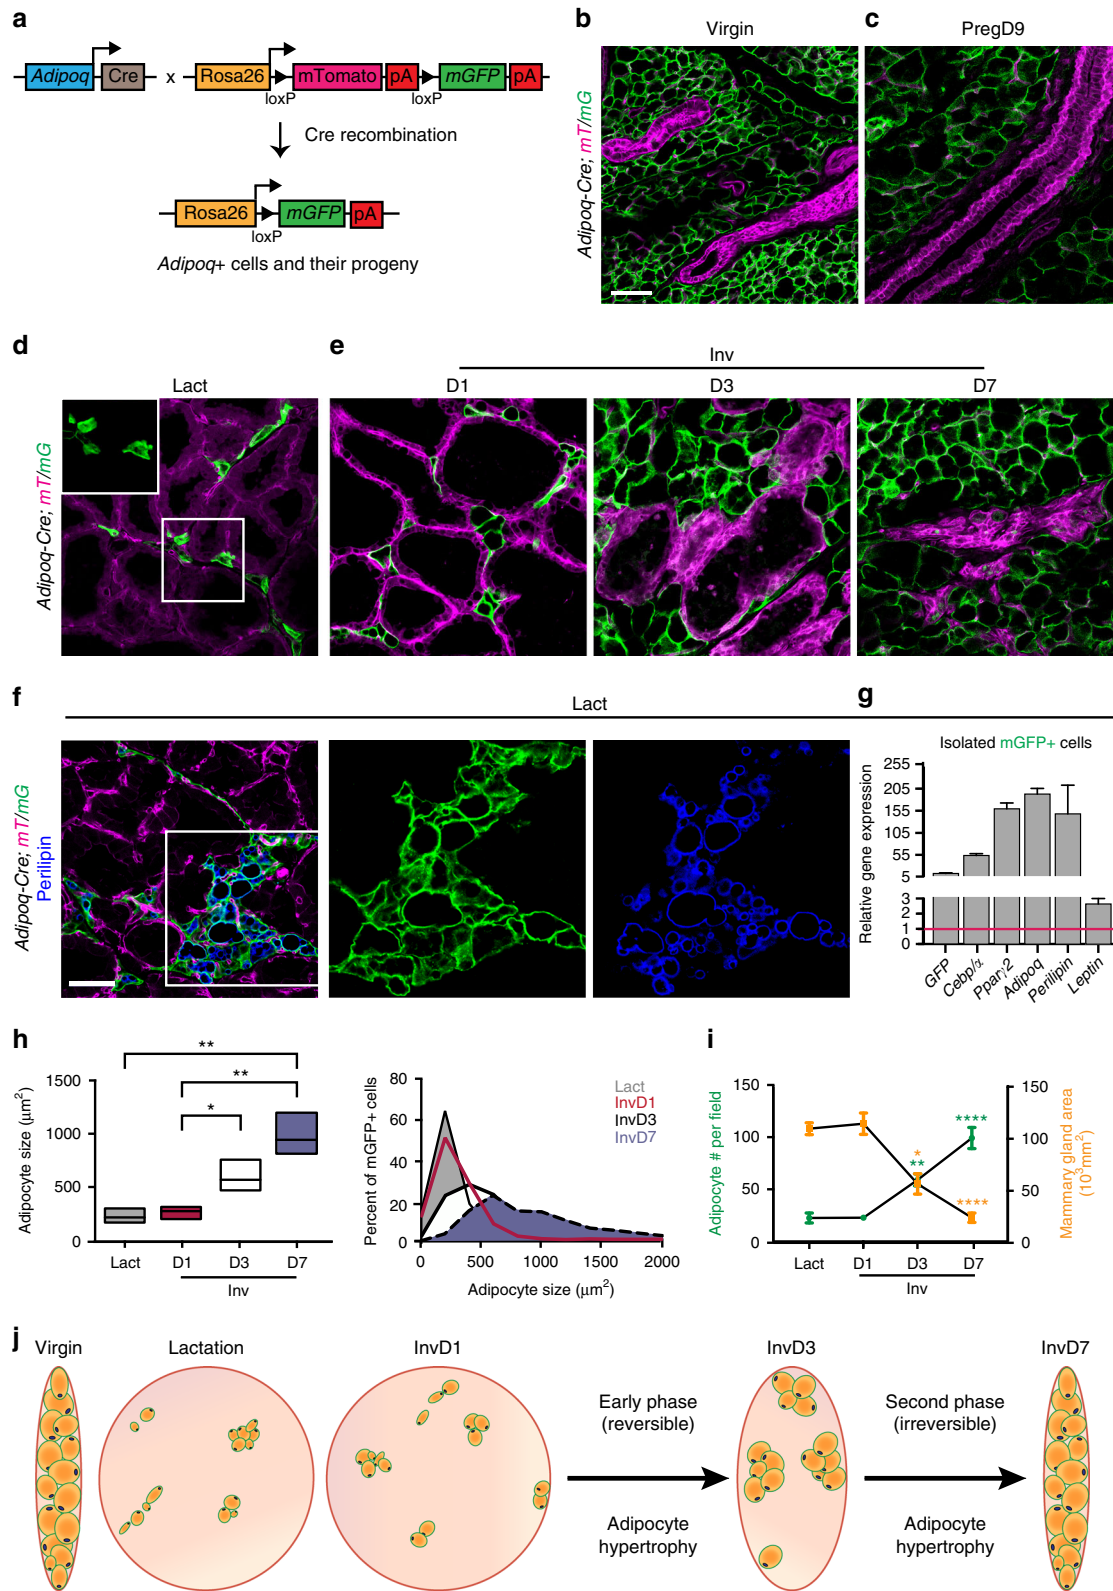 a
Adipoq
Cre
x
Rosa26
mTomato
pA
mGFP
pA
loxP
loxP
Cre recombination
Rosa26
mGFP
pA
loxP
Adipoq+ cells and their progeny
b
Virgin
c
PregD9
Adipoq-Cre; mT/mG
d
Lact
Adipoq-Cre; mT/mG
e
Inv
D1
D3
D7
f
Lact
Adipoq-Cre; mT/mG
Perilipin
g
Isolated mGFP+ cells
Relative gene expression
255
205
155
105
55
5
3
2
1
0
GFP
Cebp/α
Pparγ2
Adipoq
Perilipin
Leptin
h
Adipocyte size (μm²)
1500
1000
500
0
**
**
*
Lact
D1
D3
D7
Inv
Percent of mGFP+ cells
80
60
40
20
0
Lact
InvD1
InvD3
InvD7
0
500
1000
1500
2000
Adipocyte size (μm²)
i
Adipocyte # per field
150
100
50
0
****
*
**
****
150
100
50
0
Mammary gland area
(10³mm²)
Lact
D1
D3
D7
Inv
j
Virgin
Lactation
InvD1
InvD3
InvD7
Early phase
(reversible)
Adipocyte
hypertrophy
Second phase
(irreversible)
Adipocyte
hypertrophy